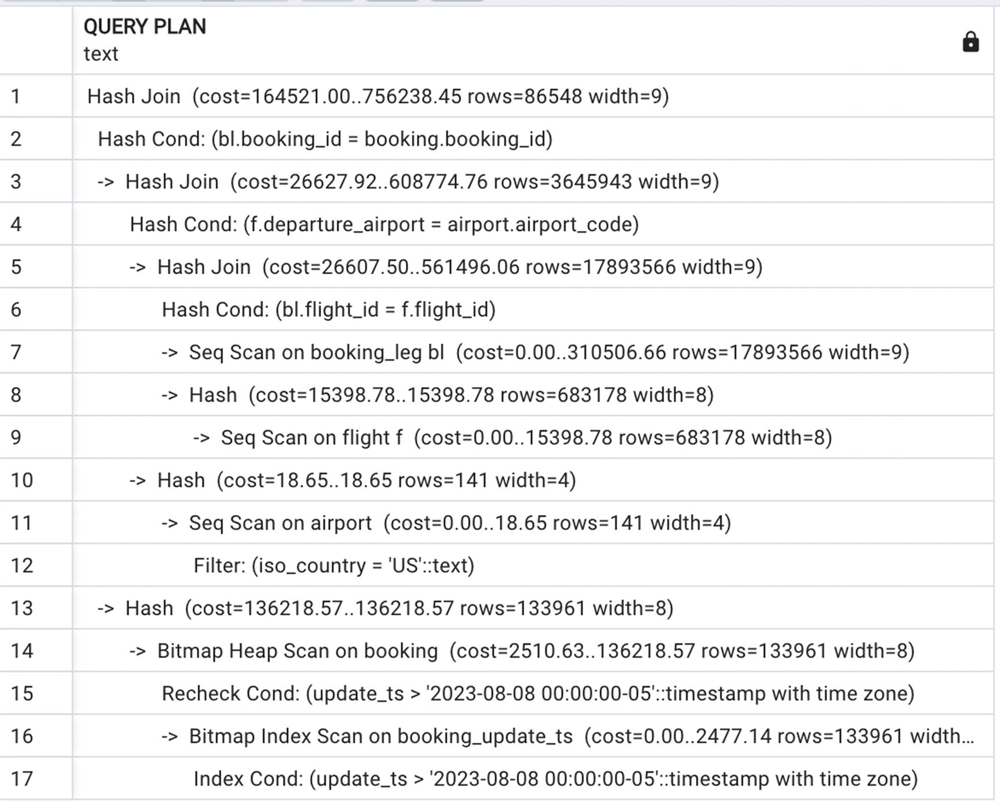 QUERY PLAN
text
1 Hash Join (cost=164521.00..756238.45 rows=86548 width=9)
2 Hash Cond: (bl.booking_id = booking.booking_id)
3 -> Hash Join (cost=26627.92..608774.76 rows=3645943 width=9)
4 Hash Cond: (f.departure_airport = airport.airport_code)
5 -> Hash Join (cost=26607.50..561496.06 rows=17893566 width=9)
6 Hash Cond: (bl.flight_id = f.flight_id)
7 -> Seq Scan on booking_leg bl (cost=0.00..310506.66 rows=17893566 width=9)
8 -> Hash (cost=15398.78..15398.78 rows=683178 width=8)
9 -> Seq Scan on flight f (cost=0.00..15398.78 rows=683178 width=8)
10 -> Hash (cost=18.65..18.65 rows=141 width=4)
11 -> Seq Scan on airport (cost=0.00..18.65 rows=141 width=4)
12 Filter: (iso_country = 'US'::text)
13 -> Hash (cost=136218.57..136218.57 rows=133961 width=8)
14 -> Bitmap Heap Scan on booking (cost=2510.63..136218.57 rows=133961 width=8)
15 Recheck Cond: (update_ts > '2023-08-08 00:00:00-05'::timestamp with time zone)
16 -> Bitmap Index Scan on booking_update_ts (cost=0.00..2477.14 rows=133961 width...
17 Index Cond: (update_ts > '2023-08-08 00:00:00-05'::timestamp with time zone)